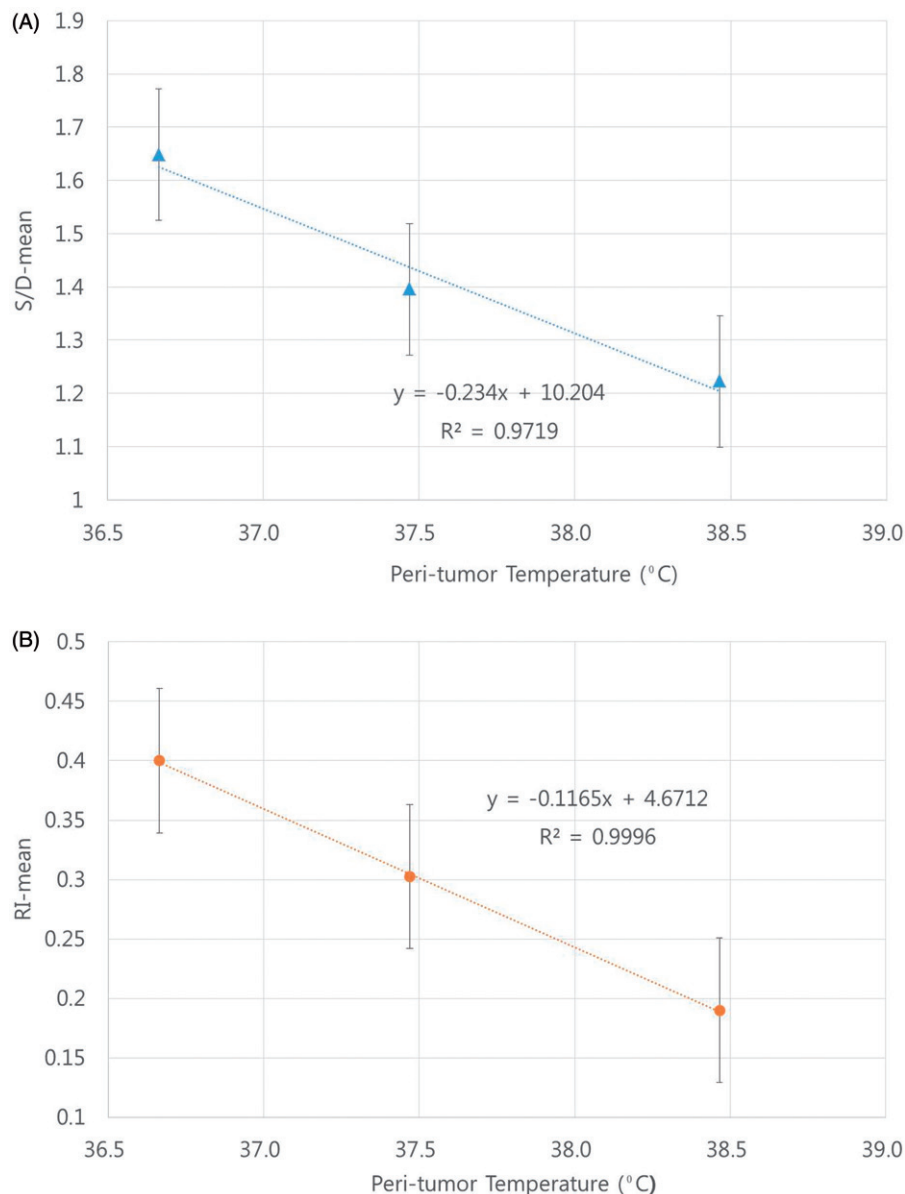 (A)
1.9
1.8
1.7
1.6
1.5
1.4
1.3
1.2
1.1
1
S/D-mean
y = -0.234x + 10.204
R² = 0.9719
36.5 37.0 37.5 38.0 38.5 39.0
Peri-tumor Temperature (⁰C)
(B)
0.5
0.45
0.4
0.35
0.3
0.25
0.2
0.15
0.1
RI-mean
y = -0.1165x + 4.6712
R² = 0.9996
36.5 37.0 37.5 38.0 38.5 39.0
Peri-tumor Temperature (⁰C)